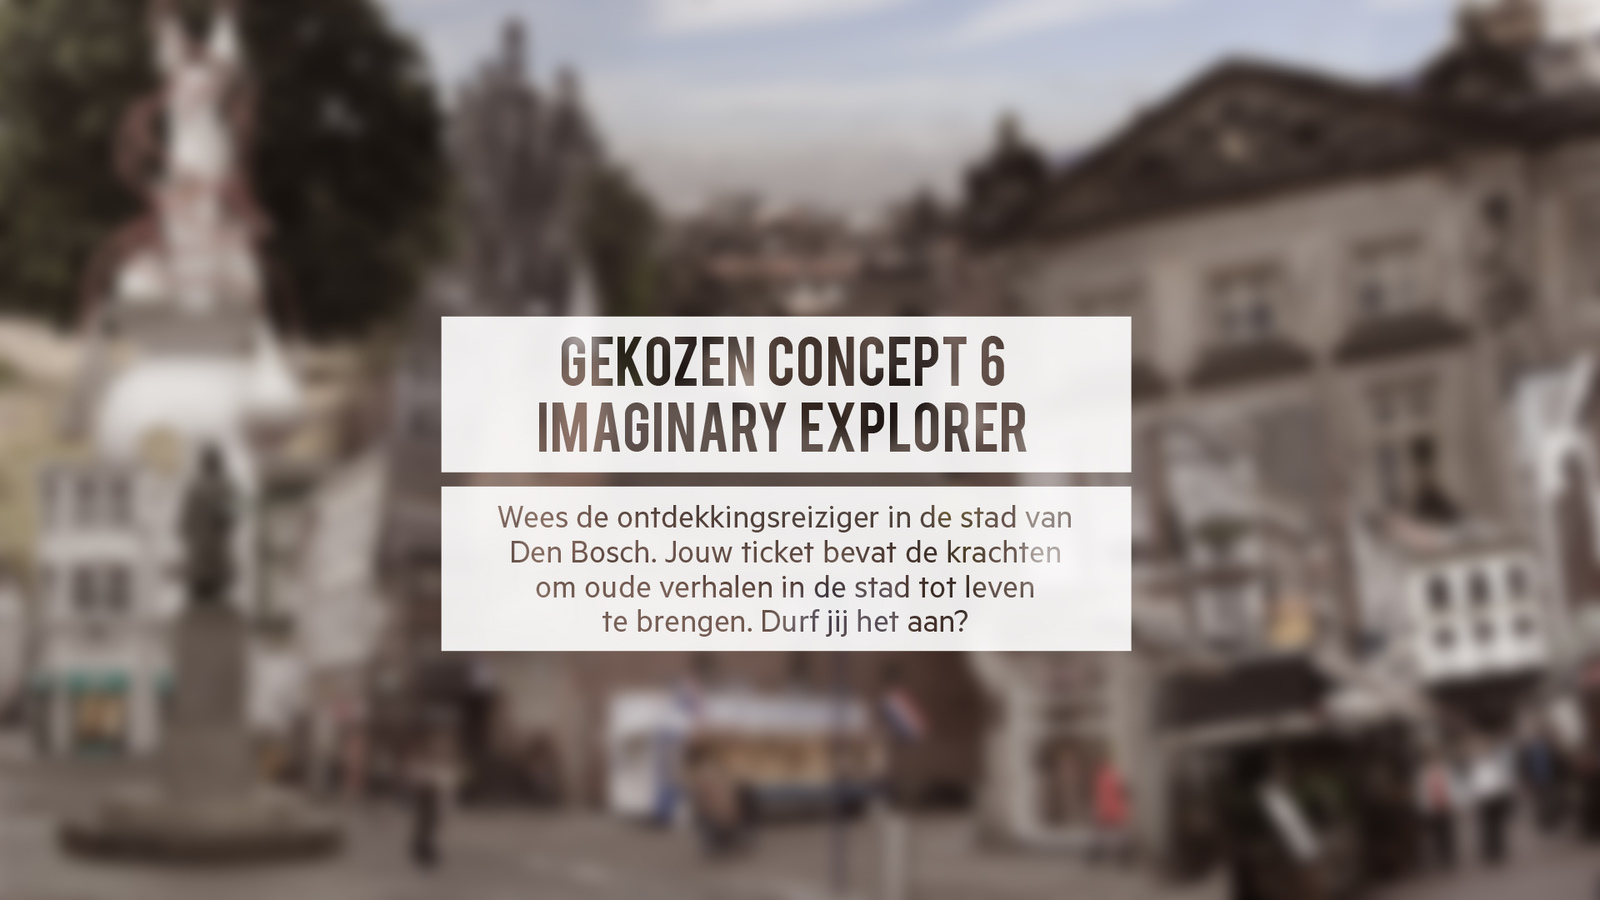 GEKOZEN CONCEPT 6
IMAGINARY EXPLORER
Wees de ontdekkingsreiziger in de stad van
Den Bosch. Jouw ticket bevat de krachten
om oude verhalen in de stad tot leven
te brengen. Durf jij het aan?